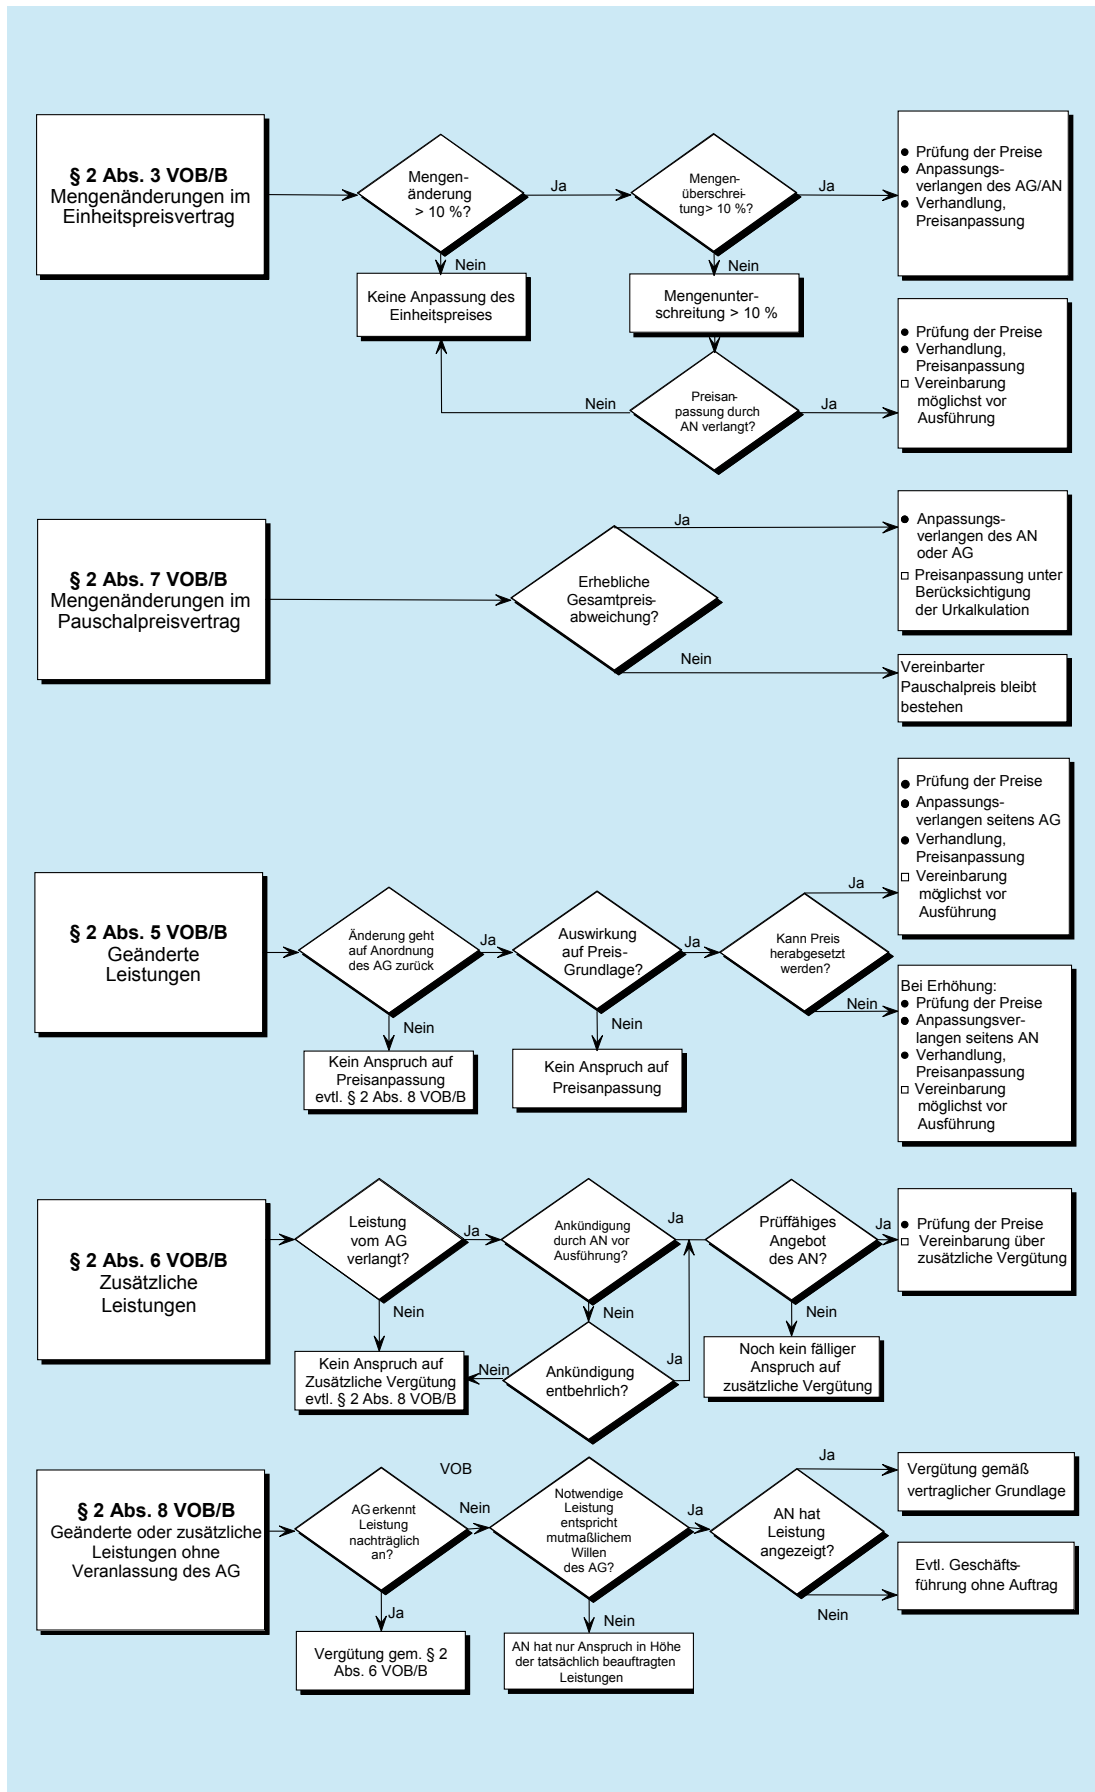 § 2 Abs. 3 VOB/B
Mengenänderungen im
Einheitspreisvertrag
Mengen-
änderung
> 10 %?
Ja
Mengen-
überschrei-
tung> 10 %?
Ja
● Prüfung der Preise
● Anpassungs-
verlangen des AG/AN
● Verhandlung,
Preisanpassung
Nein
Keine Anpassung des
Einheitspreises
Nein
Mengenunter-
schreitung > 10 %
Nein
Preisan-
passung durch
AN verlangt?
Ja
● Prüfung der Preise
● Verhandlung,
Preisanpassung
□ Vereinbarung
möglichst vor
Ausführung
§ 2 Abs. 7 VOB/B
Mengenänderungen im
Pauschalpreisvertrag
Erhebliche
Gesamtpreis-
abweichung?
Ja
● Anpassungs-
verlangen des AN
oder AG
□ Preisanpassung unter
Berücksichtigung
der Urkalkulation
Nein
Vereinbarter
Pauschalpreis bleibt
bestehen
§ 2 Abs. 5 VOB/B
Geänderte
Leistungen
Änderung geht
auf Anordnung
des AG zurück
Ja
Auswirkung
auf Preis-
Grundlage?
Ja
Kann Preis
herabgesetzt
werden?
Ja
● Prüfung der Preise
● Anpassungs-
verlangen seitens AG
● Verhandlung,
Preisanpassung
□ Vereinbarung
möglichst vor
Ausführung
Nein
Bei Erhöhung:
● Prüfung der Preise
● Anpassungsver-
langen seitens AN
● Verhandlung,
Preisanpassung
□ Vereinbarung
möglichst vor
Ausführung
Nein
Kein Anspruch auf
Preisanpassung
evtl. § 2 Abs. 8 VOB/B
Nein
Kein Anspruch auf
Preisanpassung
§ 2 Abs. 6 VOB/B
Zusätzliche
Leistungen
Leistung
vom AG
verlangt?
Ja
Ankündigung
durch AN vor
Ausführung?
Ja
Prüffähiges
Angebot
des AN?
Ja
● Prüfung der Preise
□ Vereinbarung über
zusätzliche Vergütung
Nein
Kein Anspruch auf
Zusätzliche Vergütung
evtl. § 2 Abs. 8 VOB/B
Nein
Nein
Ankündigung
entbehrlich?
Ja
Nein
Noch kein fälliger
Anspruch auf
zusätzliche Vergütung
§ 2 Abs. 8 VOB/B
Geänderte oder zusätzliche
Leistungen ohne
Veranlassung des AG
AG erkennt
Leistung
nachträglich
an?
VOB
Nein
Notwendige
Leistung
entspricht
mutmaßlichem
Willen
des AG?
Ja
AN hat
Leistung
angezeigt?
Ja
Vergütung gemäß
vertraglicher Grundlage
Nein
Evtl. Geschäfts-
führung ohne Auftrag
Ja
Vergütung gem. § 2
Abs. 6 VOB/B
Nein
AN hat nur Anspruch in Höhe
der tatsächlich beauftragten
Leistungen